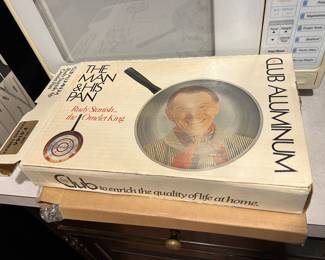 THE
MAN
& HIS
PAN
Rudy Stanish...
the Omelet King
CLUB ALUMINUM
Club to enrich the quality of life at home.